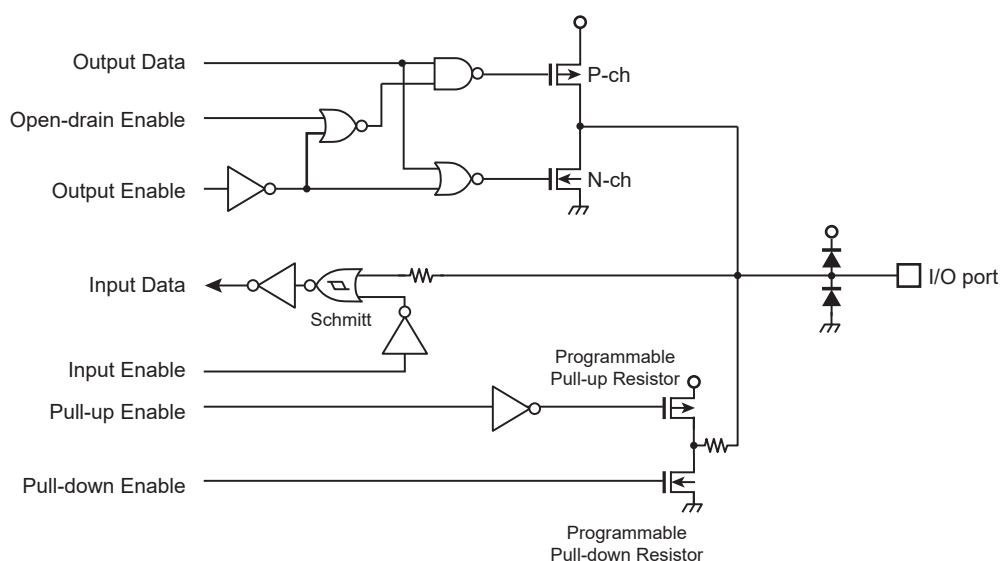 Output Data
P-ch
Open-drain Enable
Output Enable
N-ch
Input Data
Schmitt
I/O port
Input Enable
Programmable
Pull-up Resistor
Pull-up Enable
Pull-down Enable
Programmable
Pull-down Resistor